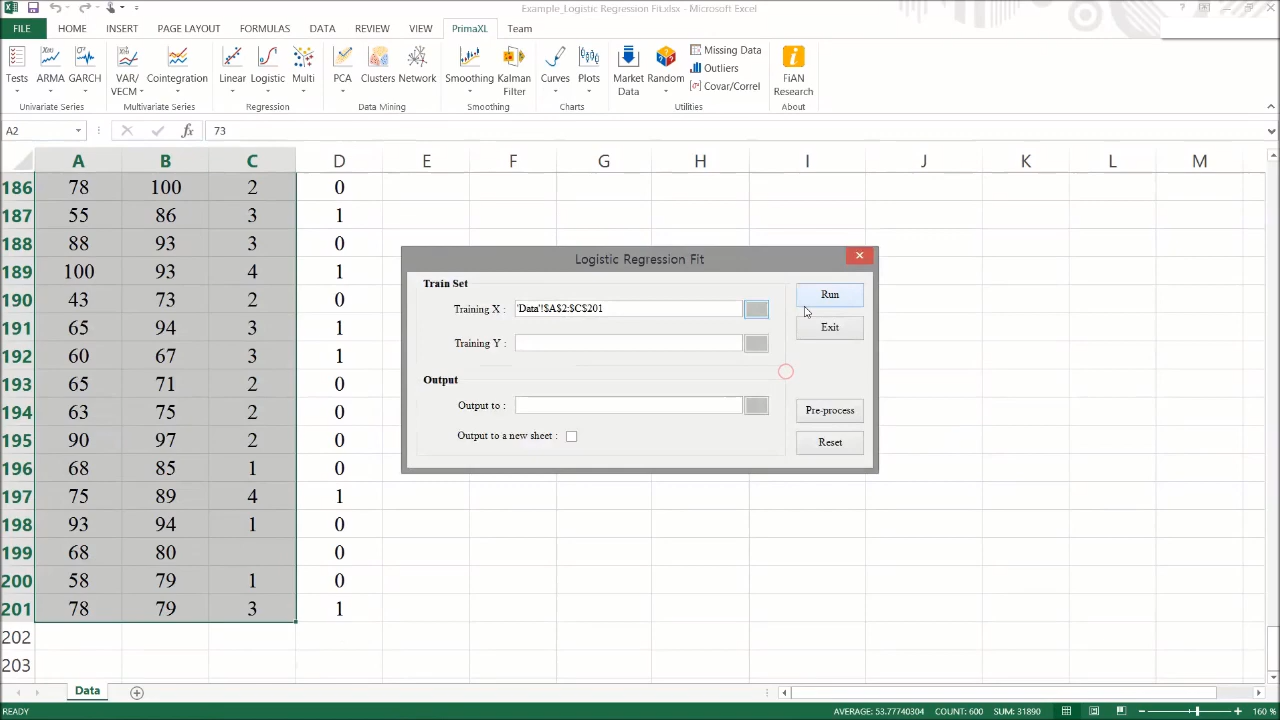 Example_Logistic Regression Fit.xlsx - Microsoft Excel
FILE HOME INSERT PAGE LAYOUT FORMULAS DATA REVIEW VIEW PrimaXL Team
Tests ARMA GARCH VAR/ VECM Cointegration Linear Logistic Multi PCA Clusters Network Smoothing Kalman Filter Curves Plots Market Data Random Missing Data Outliers Covar/Correl FiAN Research
Univariate Series Multivariate Series Regression Data Mining Smoothing Charts Utilities About
A2 fx 73
A B C D E F G H I J K L M
186 78 100 2 0
187 55 86 3 1
188 88 93 3 0
189 100 93 4 1
190 43 73 2 0
191 65 94 3 1
192 60 67 3 1
193 65 71 2 0
194 63 75 2 0
195 90 97 2 0
196 68 85 1 0
197 75 89 4 1
198 93 94 1 0
199 68 80 0
200 58 79 1 0
201 78 79 3 1
202
203
Logistic Regression Fit
Train Set
Training X : 'Data'!$A$2:$C$201
Training Y :
Output
Output to :
Output to a new sheet :
Run
Exit
Pre-process
Reset
Data
READY AVERAGE: 53.77740304 COUNT: 600 SUM: 31890 160 %